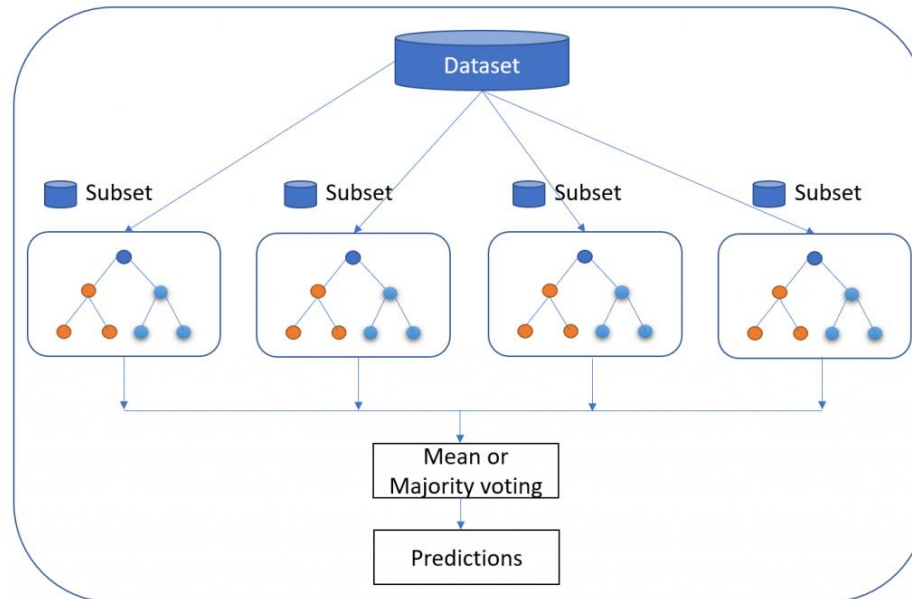 Dataset
Subset
Subset
Subset
Subset
Mean or
Majority voting
Predictions